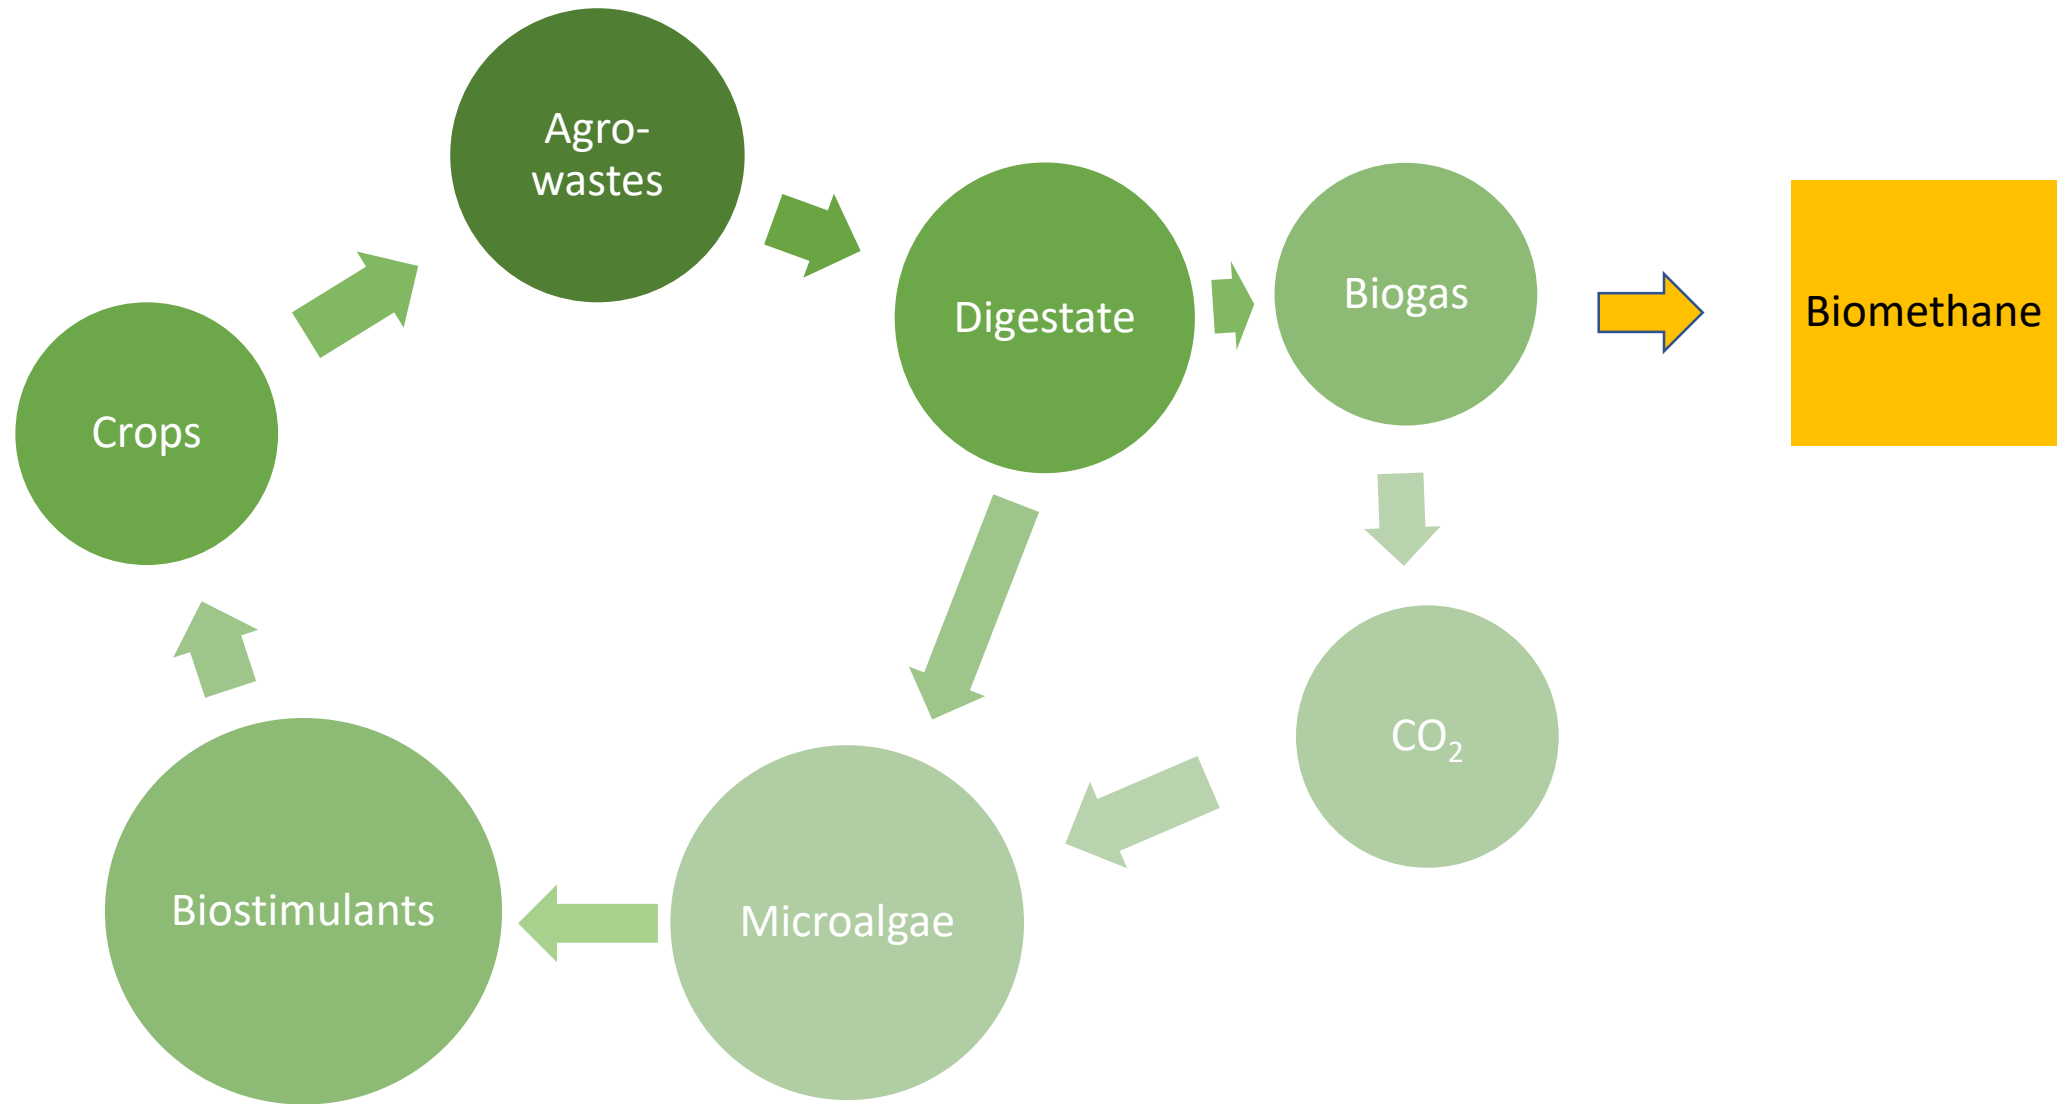 Agro-
wastes
Digestate
Biogas
Biomethane
Crops
CO₂
Biostimulants
Microalgae